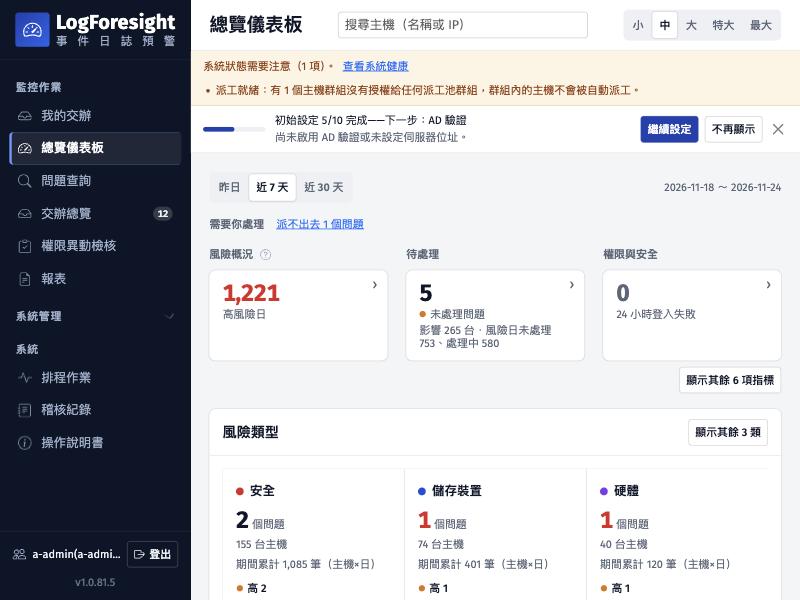 LogForesight
事件日誌預警
監控作業
我的交辦
總覽儀表板
問題查詢
交辦總覽 12
權限異動檢核
報表
系統管理
系統
排程作業
稽核紀錄
操作說明書
a-admin(a-admi... 登出
v1.0.81.5
總覽儀表板
搜尋主機（名稱或 IP）
小 中 大 特大 最大
系統狀態需要注意（1 項）。 查看系統健康
• 派工就緒：有 1 個主機群組沒有授權給任何派工池群組，群組內的主機不會被自動派工。
初始設定 5/10 完成——下一步：AD 驗證
尚未啟用 AD 驗證或未設定伺服器位址。
繼續設定 不再顯示
昨日 近 7 天 近 30 天
2026-11-18 ～ 2026-11-24
需要你處理 派不出去 1 個問題
風險概況 ?
1,221
高風險日
待處理
5
未處理問題
影響 265 台 · 風險日未處理
753、處理中 580
權限與安全
0
24 小時登入失敗
顯示其餘 6 項指標
風險類型
顯示其餘 3 類
安全
2 個問題
155 台主機
期間累計 1,085 筆（主機×日）
高 2
儲存裝置
1 個問題
74 台主機
期間累計 401 筆（主機×日）
高 1
硬體
1 個問題
40 台主機
期間累計 120 筆（主機×日）
高 1